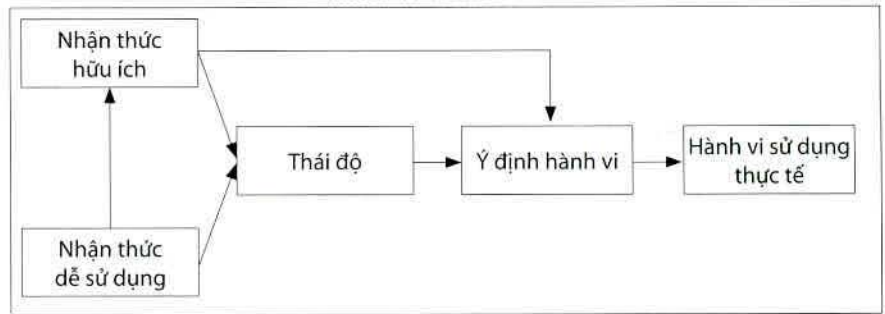 Nhận thức
hữu ích
Thái độ
Ý định hành vi
Hành vi sử dụng
thực tế
Nhận thức
dễ sử dụng